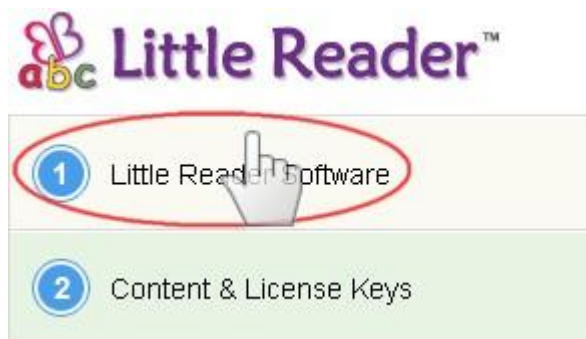 abc Little Reader™
1 Little Reader Software
2 Content & License Keys